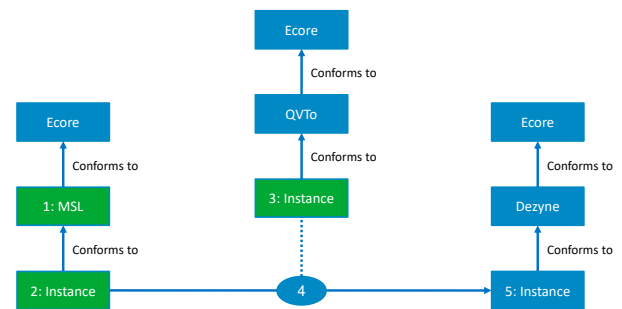 Ecore
Conforms to
Ecore
QVTo
Ecore
Conforms to
Conforms to
Conforms to
1: MSL
3: Instance
Dezyne
Conforms to
Conforms to
2: Instance
4
5: Instance